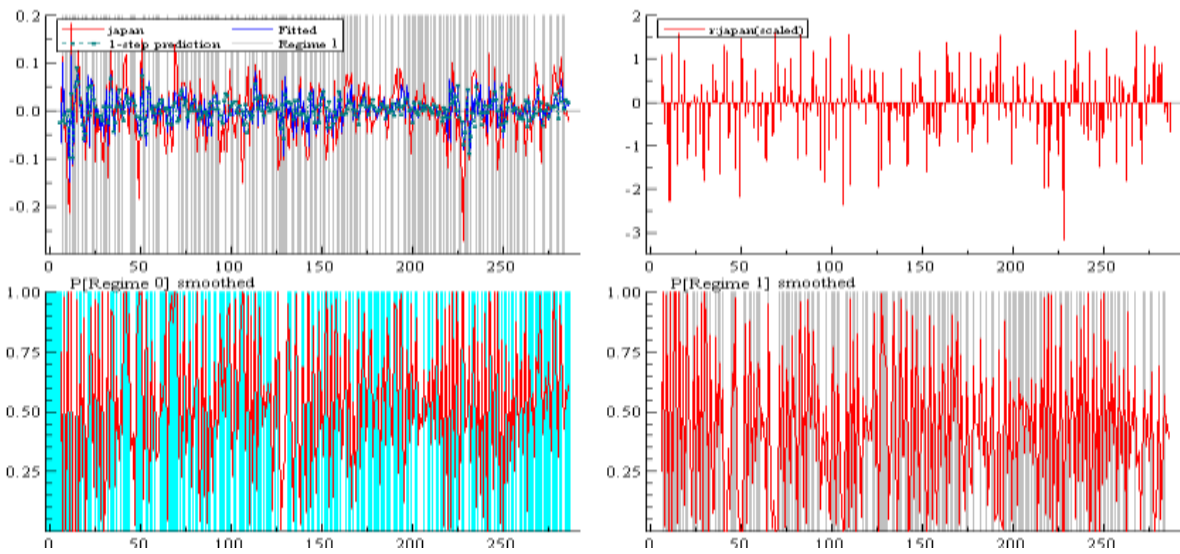 0.2
japan
Fitted
1-step prediction
Regime 1
0.1
0.0
-0.1
-0.2
0 50 100 150 200 250
2
r:japan(scaled)
1
0
-1
-2
-3
0 50 100 150 200 250
P[Regime 0] smoothed
1.00
0.75
0.50
0.25
0 50 100 150 200 250
P[Regime 1] smoothed
1.00
0.75
0.50
0.25
0 50 100 150 200 250